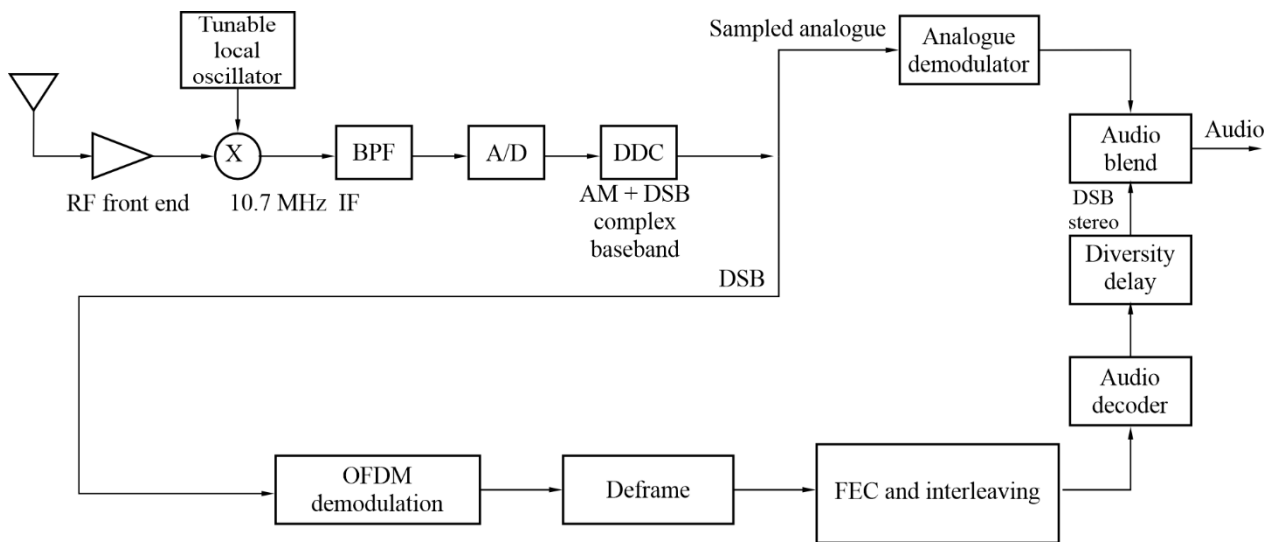 Tunable
local
oscillator
Sampled analogue
Analogue
demodulator
X
BPF
A/D
DDC
Audio
blend
Audio
RF front end
10.7 MHz IF
AM + DSB
complex
baseband
DSB
stereo
DSB
Diversity
delay
Audio
decoder
OFDM
demodulation
Deframe
FEC and interleaving